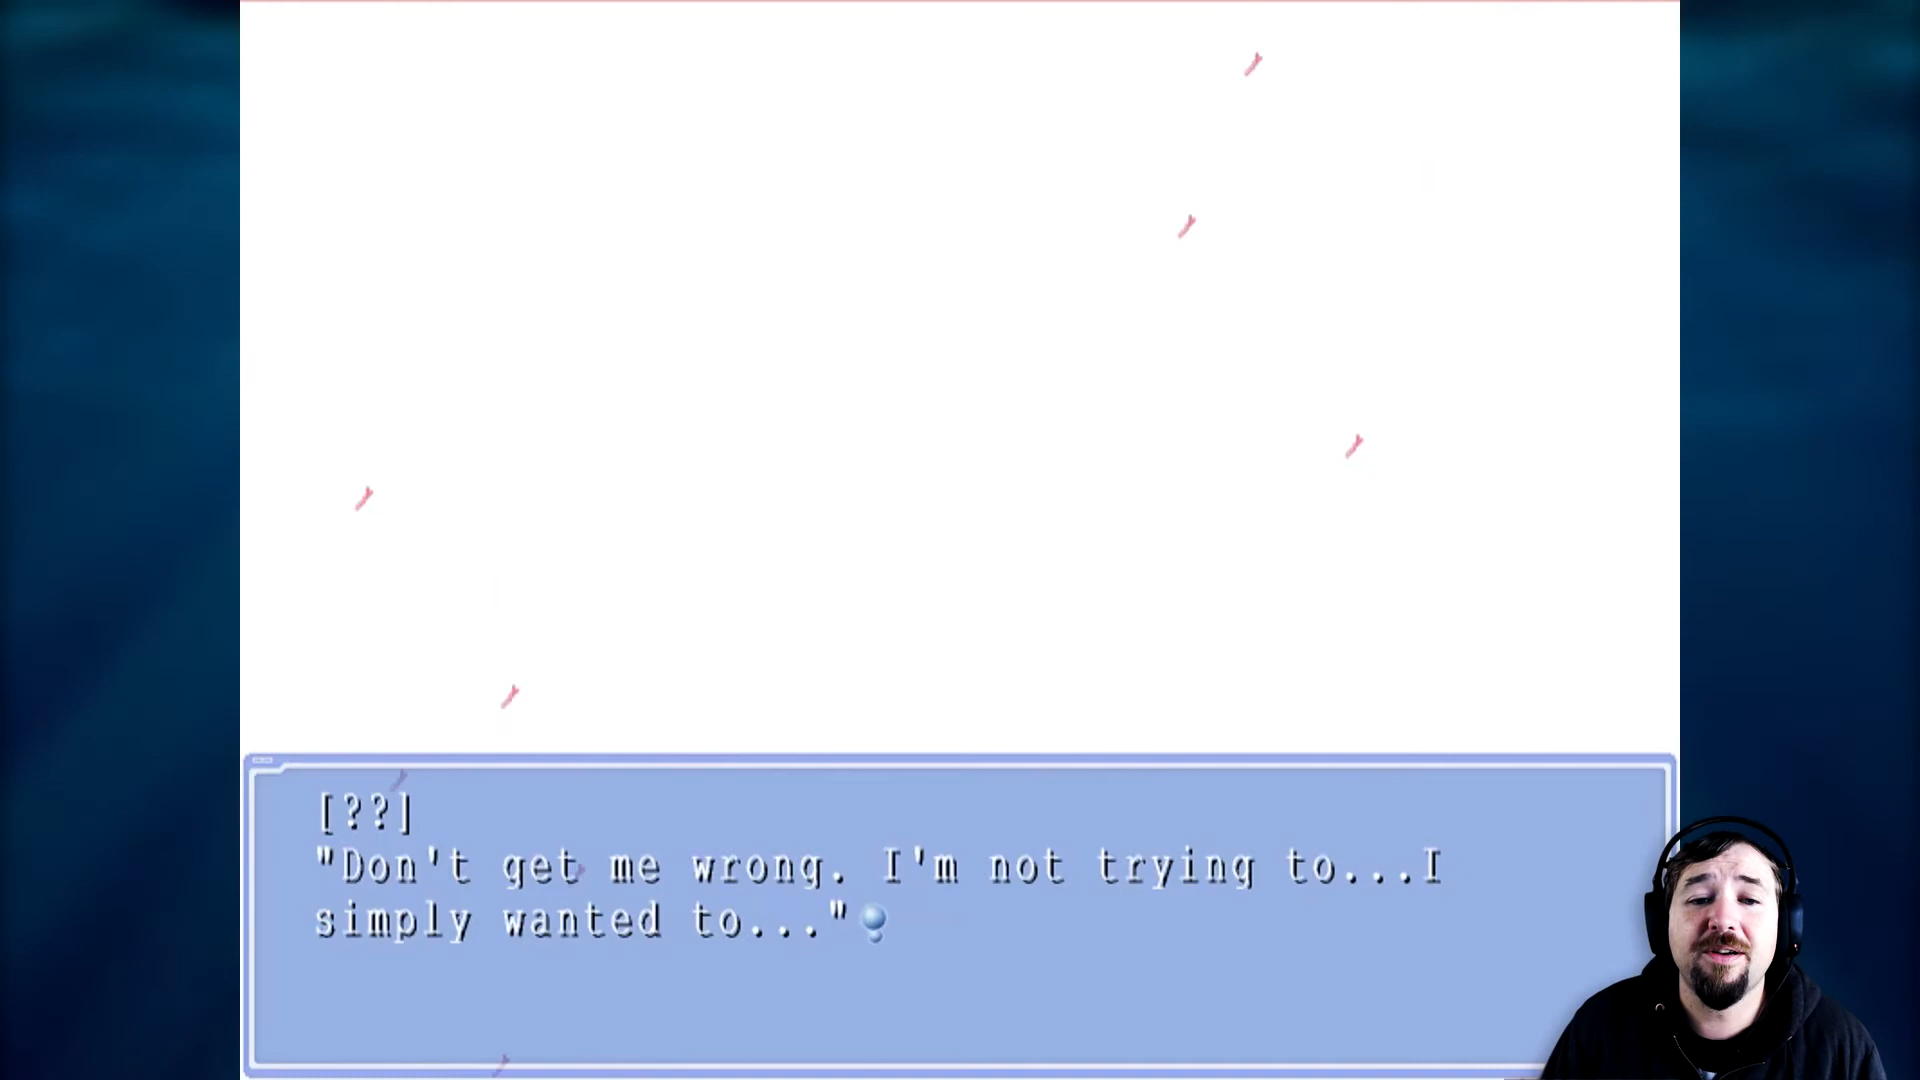 [??]
"Don't get me wrong. I'm not trying to...I
simply wanted to..."